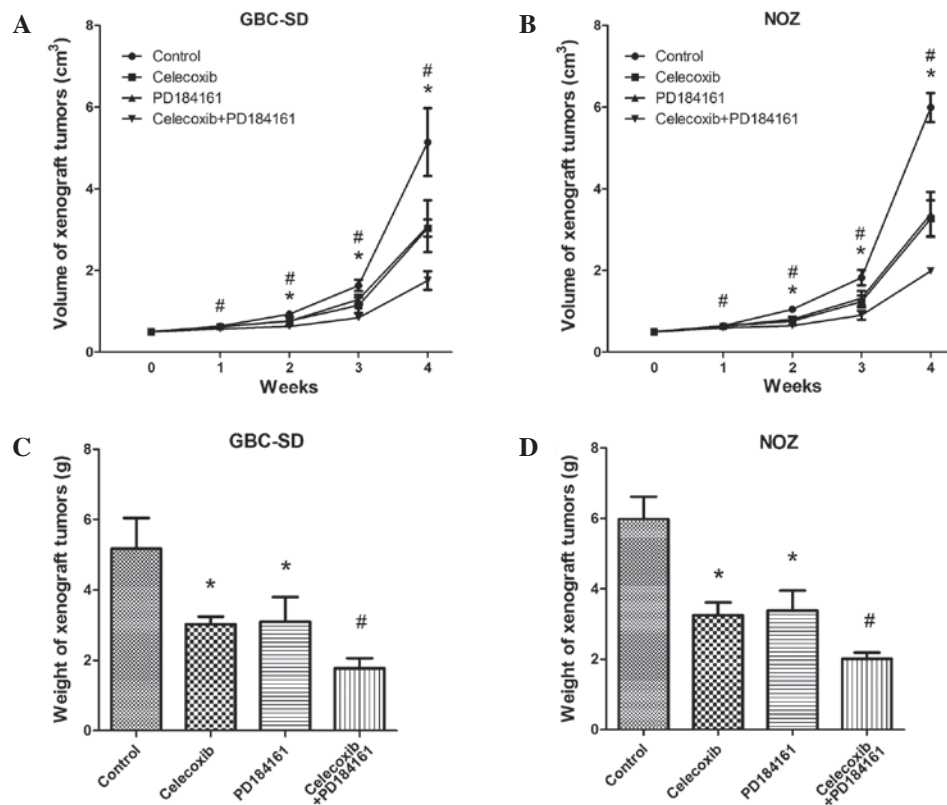 A
GBC-SD
Volume of xenograft tumors (cm³)
8
6
4
2
0
Control
Celecoxib
PD184161
Celecoxib+PD184161
#
#
*
#
*
#
*
0 1 2 3 4
Weeks
B
NOZ
Volume of xenograft tumors (cm³)
8
6
4
2
0
Control
Celecoxib
PD184161
Celecoxib+PD184161
#
#
*
#
*
#
*
0 1 2 3 4
Weeks
C
GBC-SD
Weight of xenograft tumors (g)
8
6
4
2
0
*
*
#
Control
Celecoxib
PD184161
Celecoxib
+PD184161
D
NOZ
Weight of xenograft tumors (g)
8
6
4
2
0
*
*
#
Control
Celecoxib
PD184161
Celecoxib
+PD184161